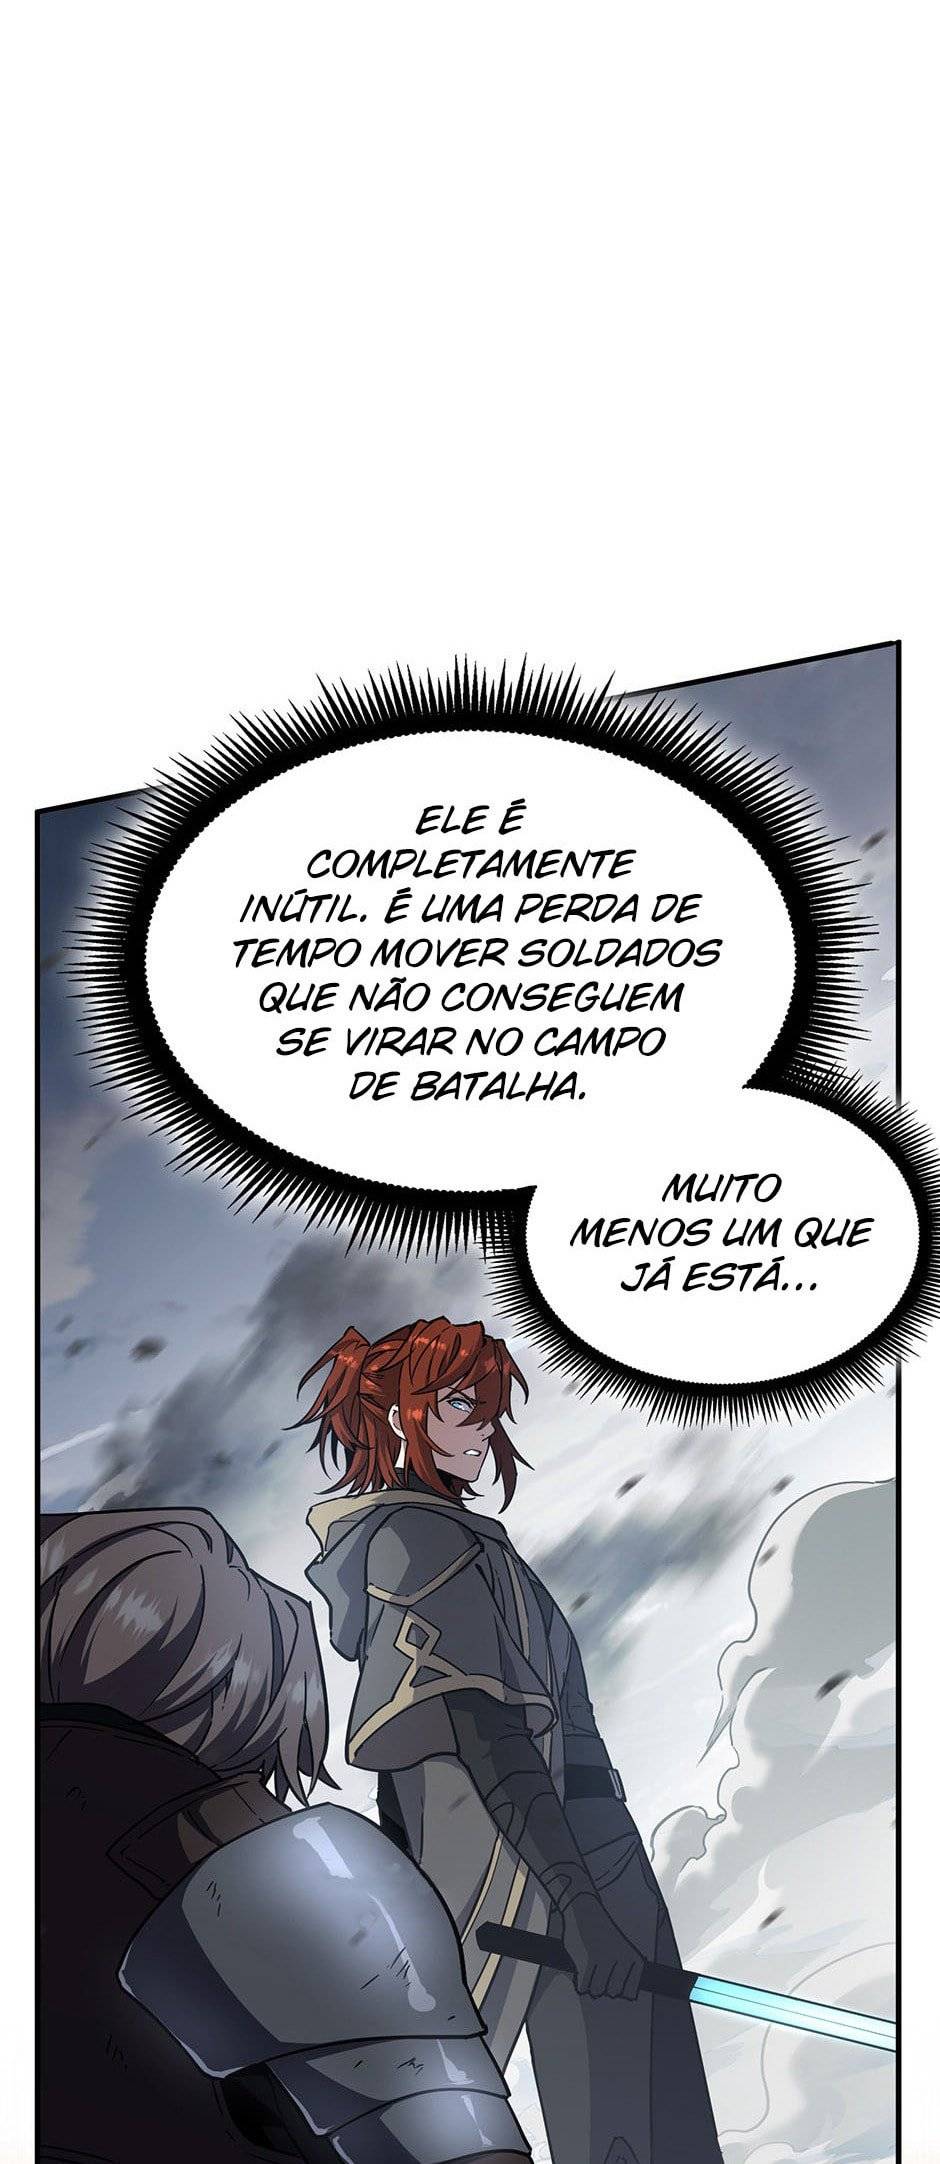 ELE É
COMPLETAMENTE
INÚTIL. É UMA PERDA DE
TEMPO MOVER SOLDADOS
QUE NÃO CONSEGUEM
SE VIRAR NO CAMPO
DE BATALHA.
MUITO
MENOS UM QUE
JÁ ESTÁ...